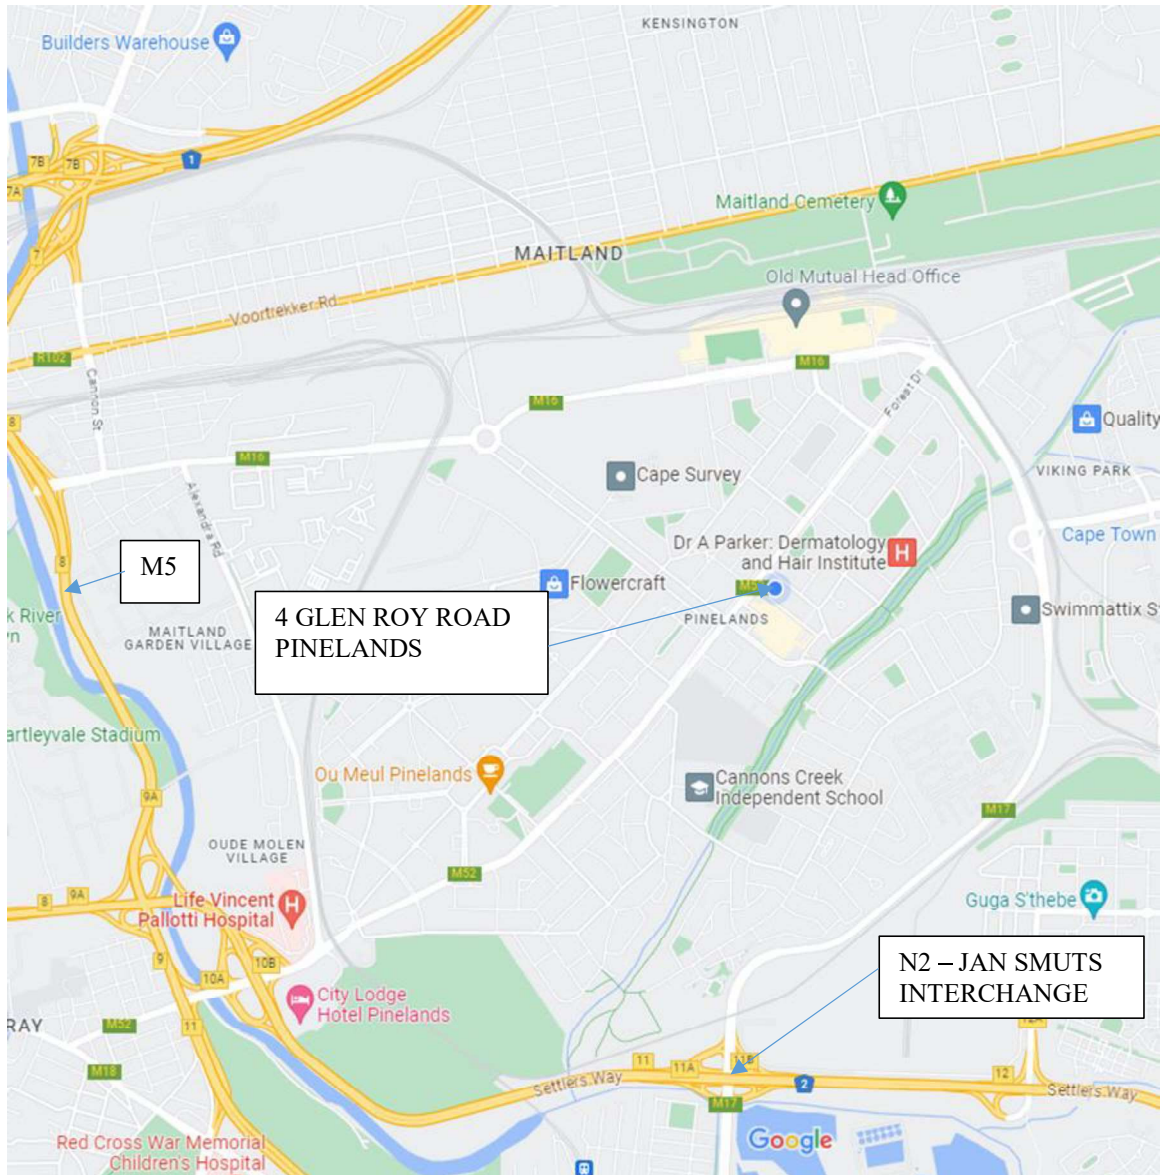 KENSINGTON
Builders Warehouse
1
7B
7B
7A
Maitland Cemetery
MAITLAND
7
Old Mutual Head Office
Voortrekker Rd
R102
M16
Cannon St
Forest Dr
M16
8
Quality
M16
VIKING PARK
Cape Survey
Alexandra Rd
Cape Town
Dr A Parker: Dermatology
and Hair Institute
8
M5
Flowercraft
4 GLEN ROY ROAD
PINELANDS
PINELANDS
Swimmattix
River
MAITLAND
GARDEN VILLAGE
artleyvale Stadium
Ou Meul Pinelands
Cannons Creek
Independent School
9A
M17
OUDE MOLEN
VILLAGE
M52
9A
8
Life Vincent
Pallotti Hospital
Guga S'thebe
9
10B
10A
N2 – JAN SMUTS
INTERCHANGE
City Lodge
Hotel Pinelands
RAY
M52
11
12A
11
11A
11B
12
M18
Settlers Way
2
Settlers Way
M17
Google
Red Cross War Memorial
Children's Hospital